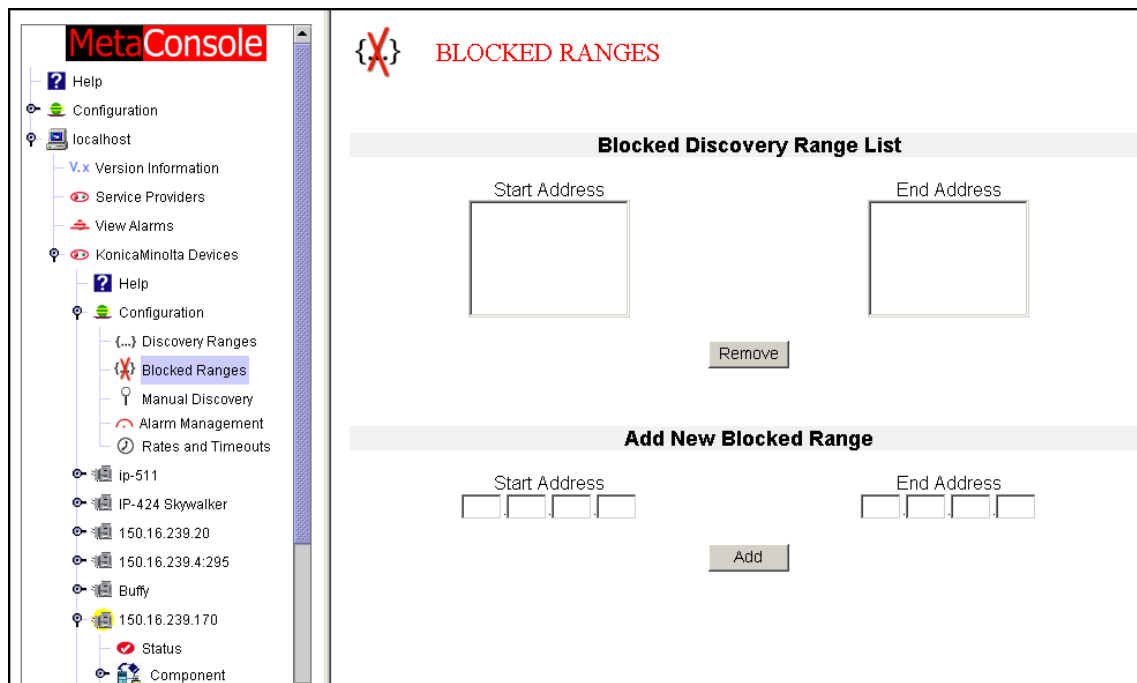 MetaConsole
Help
Configuration
localhost
V.x Version Information
Service Providers
View Alarms
KonicaMinolta Devices
? Help
Configuration
{...} Discovery Ranges
Blocked Ranges
Manual Discovery
Alarm Management
Rates and Timeouts
ip-511
IP-424 Skywalker
150.16.239.20
150.16.239.4:295
Buffy
150.16.239.170
Status
Component
{...} BLOCKED RANGES
Blocked Discovery Range List
Start Address End Address
Remove
Add New Blocked Range
Start Address End Address
. . . . . .
Add